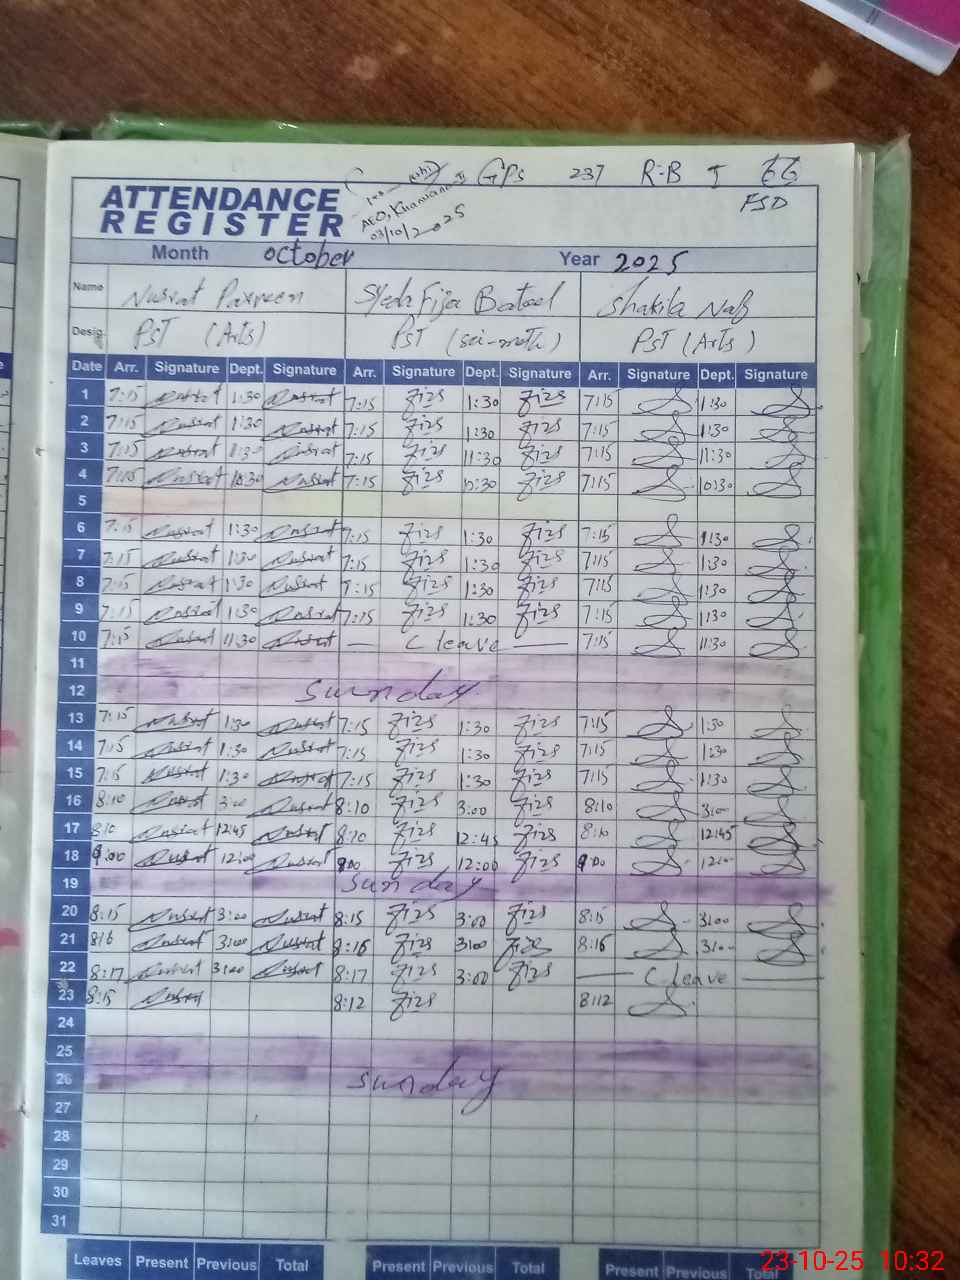 GPS 237 R-B I 66
FSD
ATTENDANCE
REGISTER
AEO, Khurrianwala
03/10/2025
Month October Year 2025
Name Nusrat Parveen Syeda Fiza Batool Shakila Naz
Desig. PST (Arts) PST (sci-math) PST (Arts)
Date Arr. Signature Dept. Signature Arr. Signature Dept. Signature Arr. Signature Dept. Signature
1 7:15 Nusrat 1:30 Nusrat 7:15 Fiza 1:30 Fiza 7:15 1:30
2 7:15 Nusrat 1:30 Nusrat 7:15 Fiza 1:30 Fiza 7:15 1:30
3 7:15 Nusrat 11:30 Nusrat 7:15 Fiza 11:30 Fiza 7:15 11:30
4 7:15 Nusrat 10:30 Nusrat 7:15 Fiza 10:30 Fiza 7:15 10:30
5
6 7:15 Nusrat 1:30 Nusrat 7:15 Fiza 1:30 Fiza 7:15 1:30
7 7:15 Nusrat 1:30 Nusrat 7:15 Fiza 1:30 Fiza 7:15 1:30
8 7:15 Nusrat 1:30 Nusrat 7:15 Fiza 1:30 Fiza 7:15 1:30
9 7:15 Nusrat 1:30 Nusrat 7:15 Fiza 1:30 Fiza 7:15 1:30
10 7:15 Nusrat 11:30 Nusrat — C leave — 7:15 11:30
11
12 Sunday
13 7:15 Nusrat 1:30 Nusrat 7:15 Fiza 1:30 Fiza 7:15 1:30
14 7:15 Nusrat 1:30 Nusrat 7:15 Fiza 1:30 Fiza 7:15 1:30
15 7:15 Nusrat 1:30 Nusrat 7:15 Fiza 1:30 Fiza 7:15 1:30
16 8:10 Nusrat 3:00 Nusrat 8:10 Fiza 3:00 Fiza 8:10 3:00
17 8:10 Nusrat 12:45 Nusrat 8:10 Fiza 12:45 Fiza 8:10 12:45
18 9:00 Nusrat 12:00 Nusrat 9:00 Fiza 12:00 Fiza 9:00 12:00
19 Sunday
20 8:15 Nusrat 3:00 Nusrat 8:15 Fiza 3:00 Fiza 8:15 3:00
21 8:16 Nusrat 3:00 Nusrat 8:16 Fiza 3:00 Fiza 8:16 3:00
22 8:17 Nusrat 3:00 Nusrat 8:17 Fiza 3:00 Fiza — C leave —
23 8:15 Nusrat 8:12 Fiza 8:12
24
25
26 Sunday
27
28
29
30
31
Leaves Present Previous Total Present Previous Total Present Previous Total
23-10-25 10:32